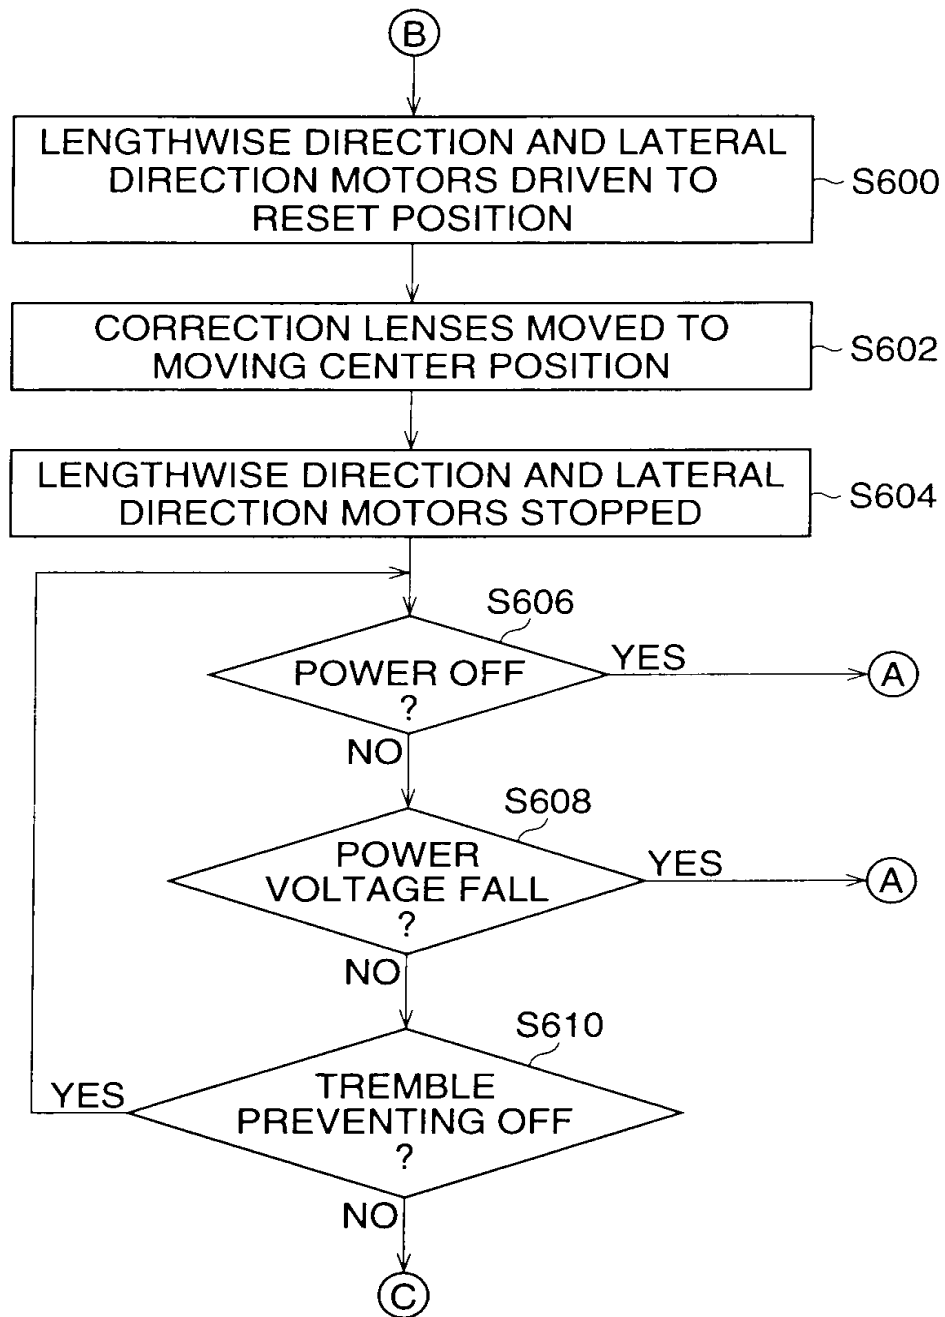 B
LENGTHWISE DIRECTION AND LATERAL
DIRECTION MOTORS DRIVEN TO
RESET POSITION
S600
CORRECTION LENSES MOVED TO
MOVING CENTER POSITION
S602
LENGTHWISE DIRECTION AND LATERAL
DIRECTION MOTORS STOPPED
S604
S606
POWER OFF
?
YES
A
NO
S608
POWER
VOLTAGE FALL
?
YES
A
NO
S610
TREMBLE
PREVENTING OFF
?
YES
NO
C